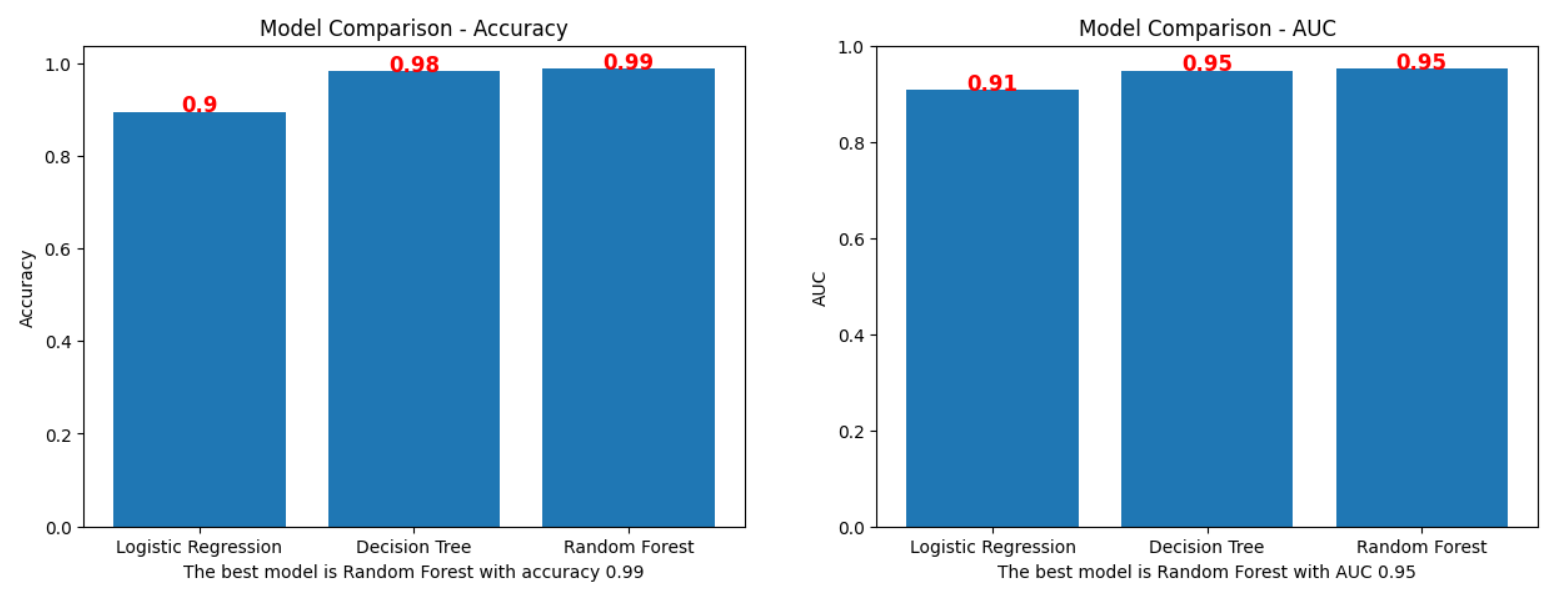 Model Comparison - Accuracy
1.0
0.8
0.6
0.4
0.2
0.0
Accuracy
0.9
0.98
0.99
Logistic Regression
Decision Tree
Random Forest
The best model is Random Forest with accuracy 0.99
Model Comparison - AUC
1.0
0.8
0.6
0.4
0.2
0.0
AUC
0.91
0.95
0.95
Logistic Regression
Decision Tree
Random Forest
The best model is Random Forest with AUC 0.95